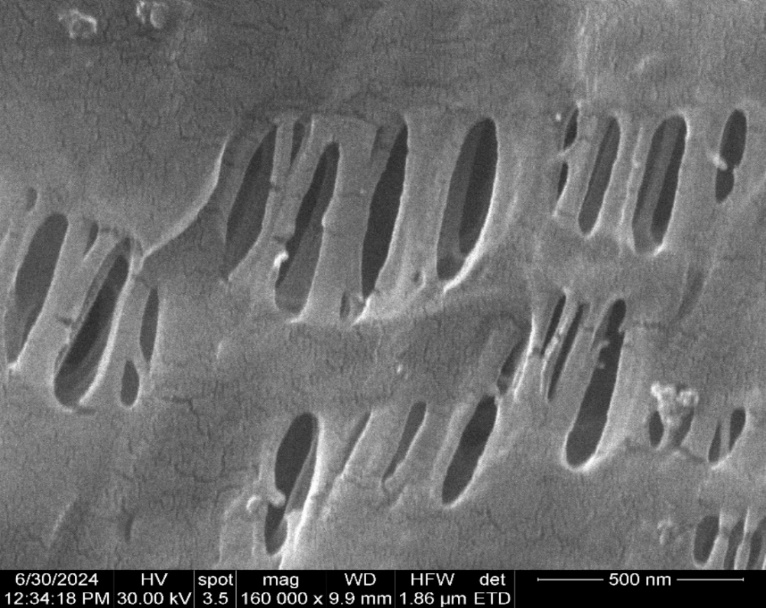 6/30/2024 HV spot mag WD HFW det 500 nm
12:34:18 PM 30.00 kV 3.5 160 000 x 9.9 mm 1.86 µm ETD